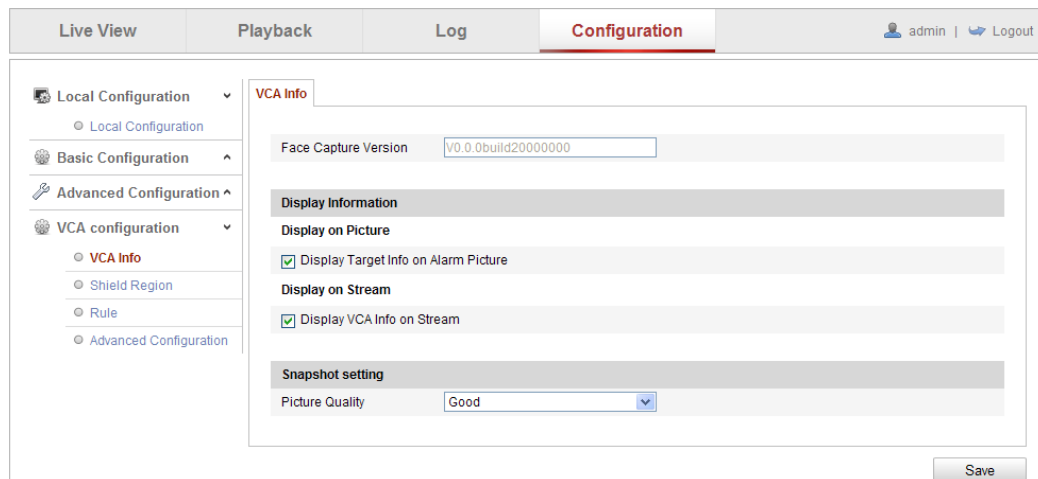 Live View Playback Log Configuration admin | Logout
Local Configuration
Local Configuration
Basic Configuration
Advanced Configuration
VCA configuration
VCA Info
Shield Region
Rule
Advanced Configuration
VCA Info
Face Capture Version V0.0.0build20000000
Display Information
Display on Picture
Display Target Info on Alarm Picture
Display on Stream
Display VCA Info on Stream
Snapshot setting
Picture Quality Good
Save